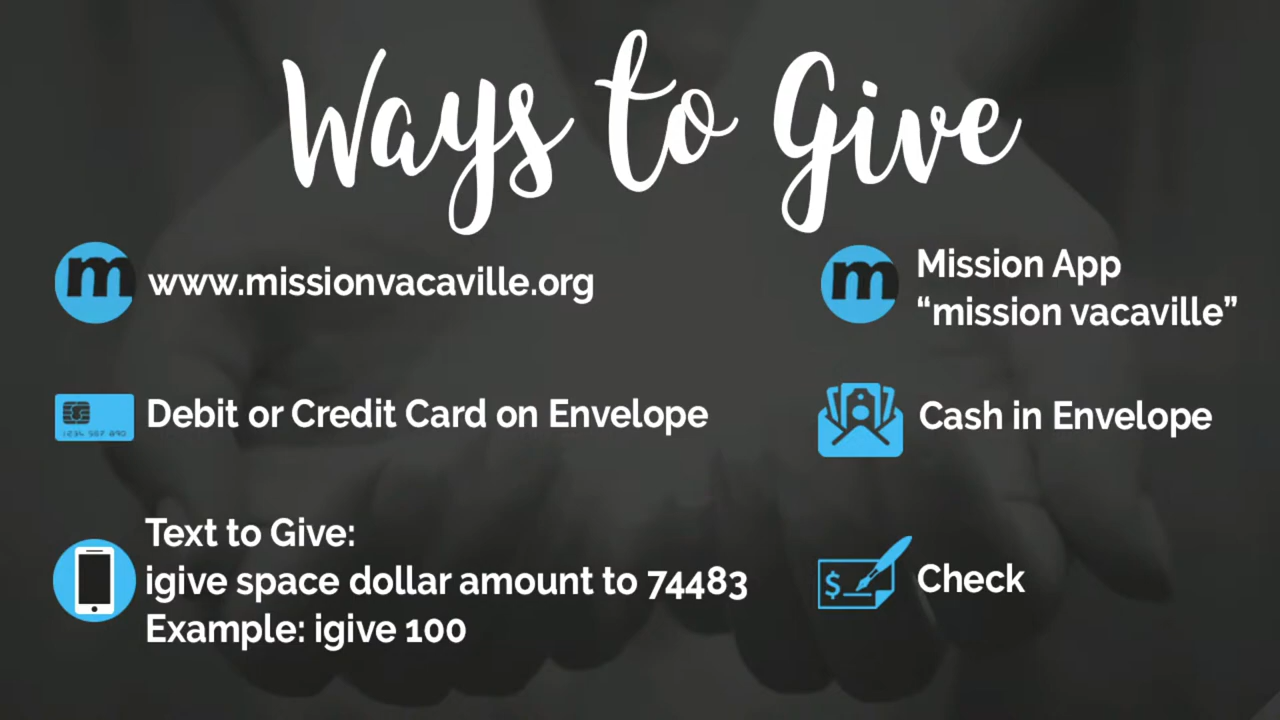 Ways to Give
m
www.missionvacaville.org
m
Mission App
“mission vacaville”
Debit or Credit Card on Envelope
Cash in Envelope
Text to Give:
igive space dollar amount to 74483
Example: igive 100
$
Check